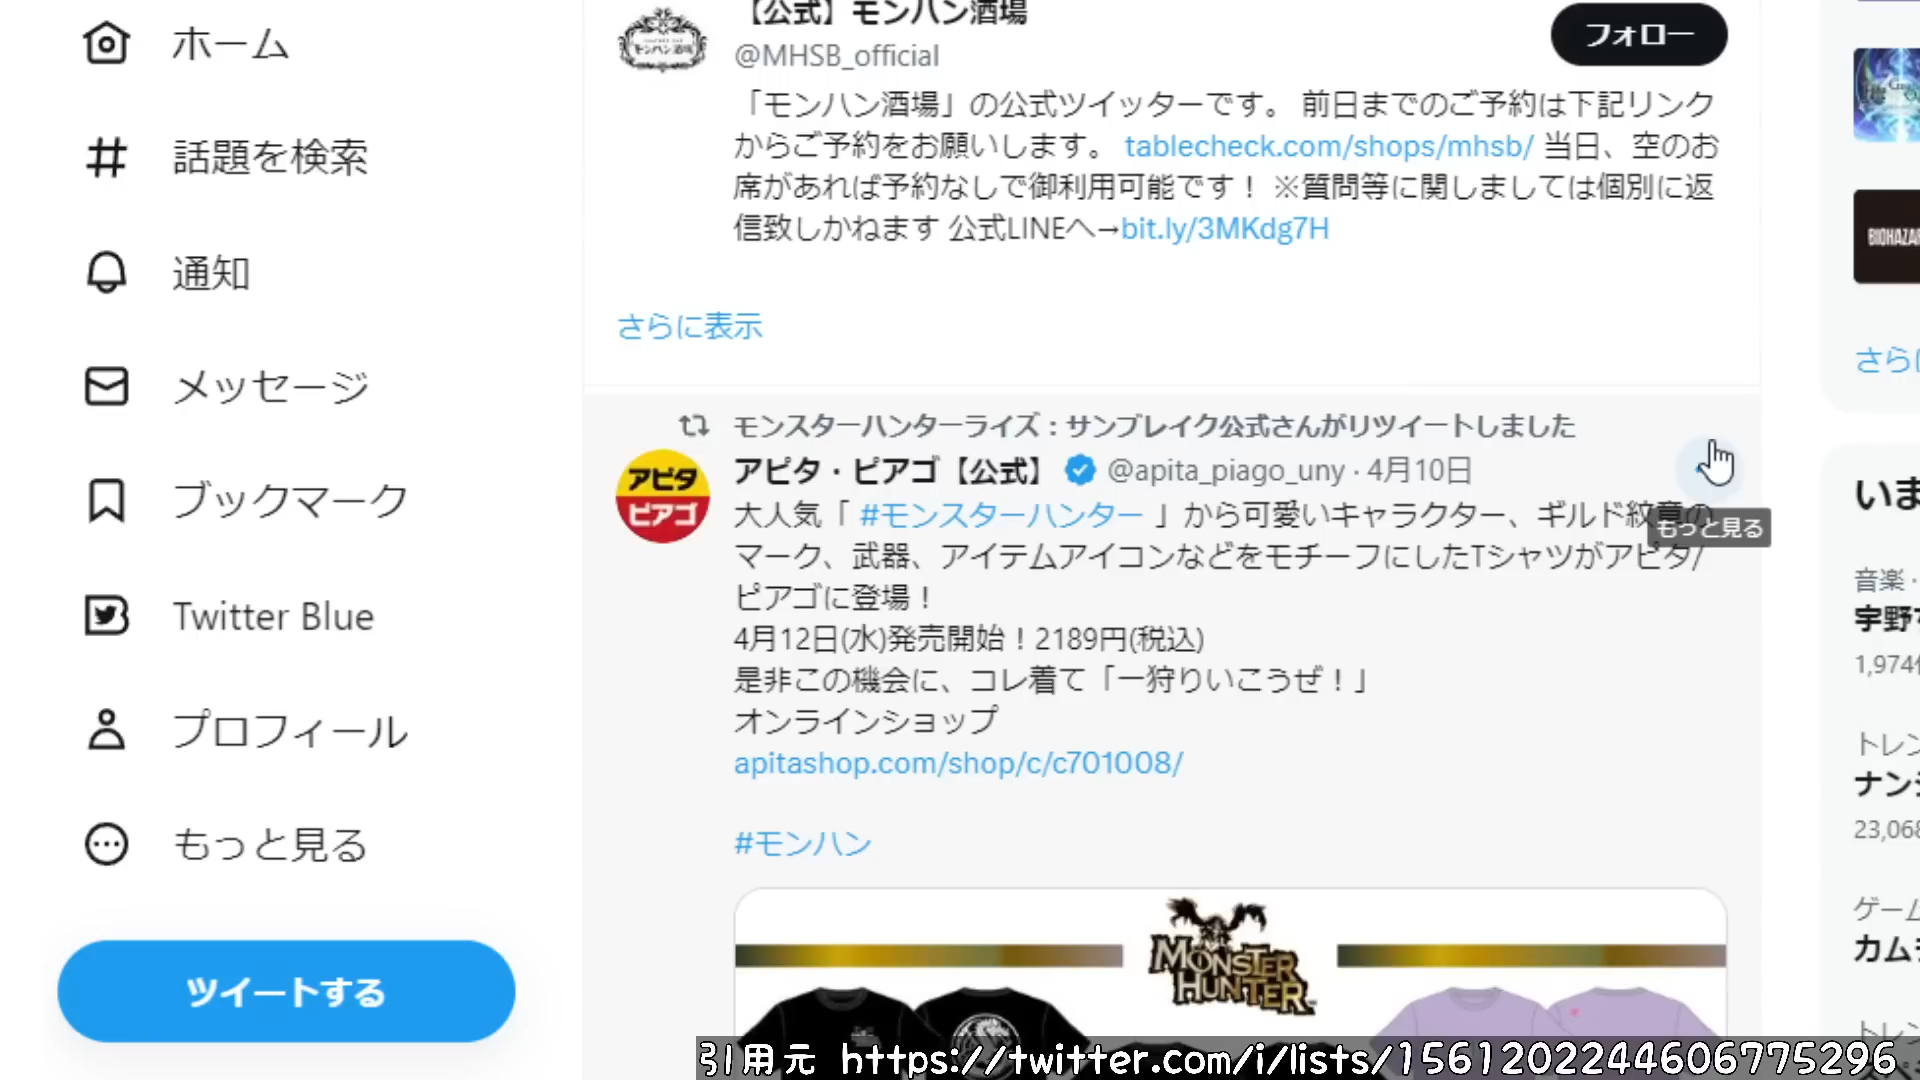 ホーム
話題を検索
通知
メッセージ
ブックマーク
Twitter Blue
プロフィール
もっと見る
ツイートする
【公式】モンハン酒場
@MHSB_official
フォロー
「モンハン酒場」の公式ツイッターです。 前日までのご予約は下記リンク
からご予約をお願いします。 tablecheck.com/shops/mhsb/ 当日、空のお
席があれば予約なしで御利用可能です! ※質問等に関しましては個別に返
信致しかねます 公式LINEへ→bit.ly/3MKdg7H
さらに表示
モンスターハンターライズ:サンブレイク公式さんがリツイートしました
アピタ
ピアゴ
アピタ・ピアゴ【公式】 @apita_piago_uny · 4月10日
大人気「 #モンスターハンター 」から可愛いキャラクター、ギルド紋章の
マーク、武器、アイテムアイコンなどをモチーフにしたTシャツがアピタ/
ピアゴに登場!
4月12日(水)発売開始!2189円(税込)
是非この機会に、コレ着て「一狩りいこうぜ!」
オンラインショップ
apitashop.com/shop/c/c701008/
#モンハン
もっと見る
MONSTER
HUNTER
BIOHAZA
さら
いま
音楽 ·
宇野
1,974
トレン
ナン
23,068
ゲーム
カム
トレン
引用元 https://twitter.com/i/lists/1561202244606775296